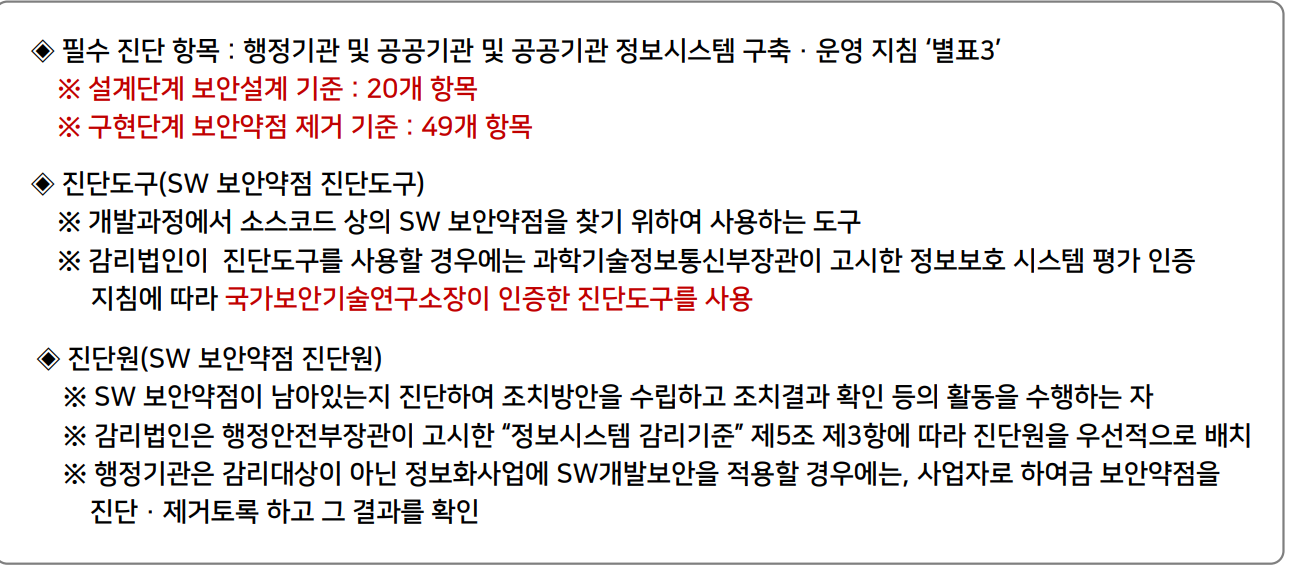 ◈ 필수 진단 항목 : 행정기관 및 공공기관 및 공공기관 정보시스템 구축 · 운영 지침 ‘별표3’
※ 설계단계 보안설계 기준 : 20개 항목
※ 구현단계 보안약점 제거 기준 : 49개 항목
◈ 진단도구(SW 보안약점 진단도구)
※ 개발과정에서 소스코드 상의 SW 보안약점을 찾기 위하여 사용하는 도구
※ 감리법인이 진단도구를 사용할 경우에는 과학기술정보통신부장관이 고시한 정보보호 시스템 평가 인증
지침에 따라 국가보안기술연구소장이 인증한 진단도구를 사용
◈ 진단원(SW 보안약점 진단원)
※ SW 보안약점이 남아있는지 진단하여 조치방안을 수립하고 조치결과 확인 등의 활동을 수행하는 자
※ 감리법인은 행정안전부장관이 고시한 “정보시스템 감리기준” 제5조 제3항에 따라 진단원을 우선적으로 배치
※ 행정기관은 감리대상이 아닌 정보화사업에 SW개발보안을 적용할 경우에는, 사업자로 하여금 보안약점을
진단 · 제거토록 하고 그 결과를 확인